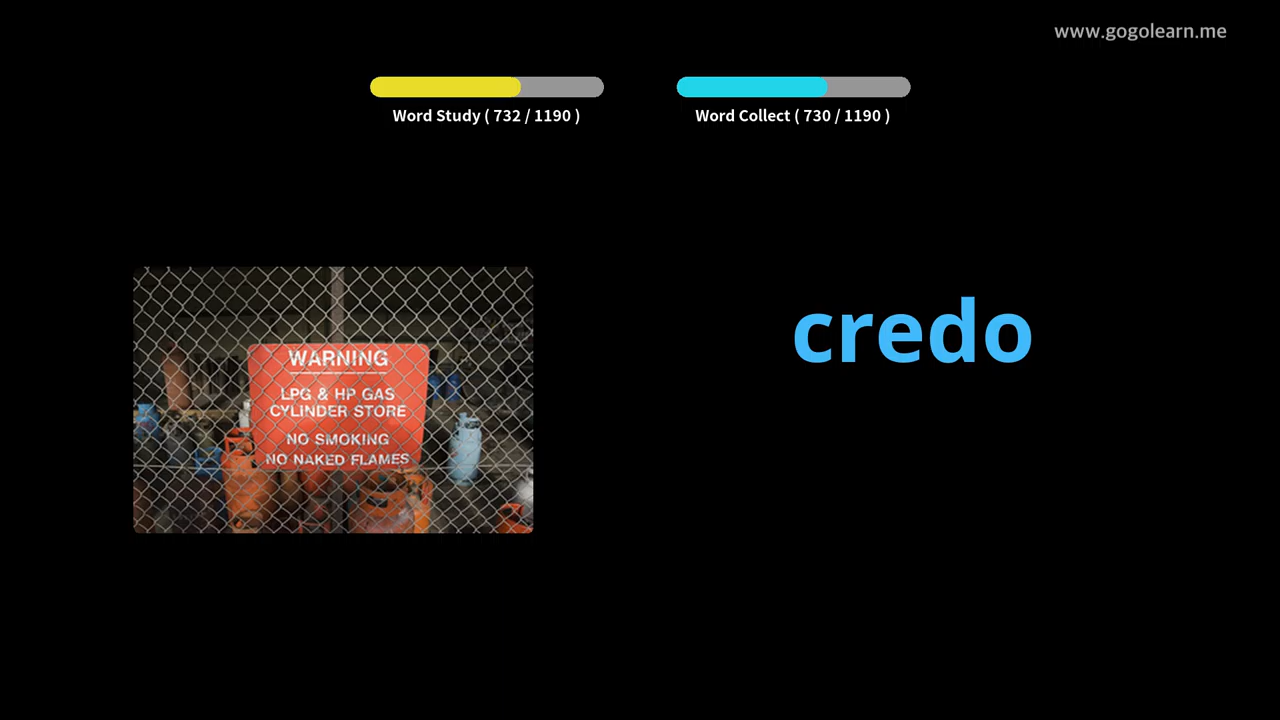 www.gogolearn.me
Word Study ( 732 / 1190 )
Word Collect ( 730 / 1190 )
WARNING
LPG & HP GAS
CYLINDER STORE
NO SMOKING
NO NAKED FLAMES
credo